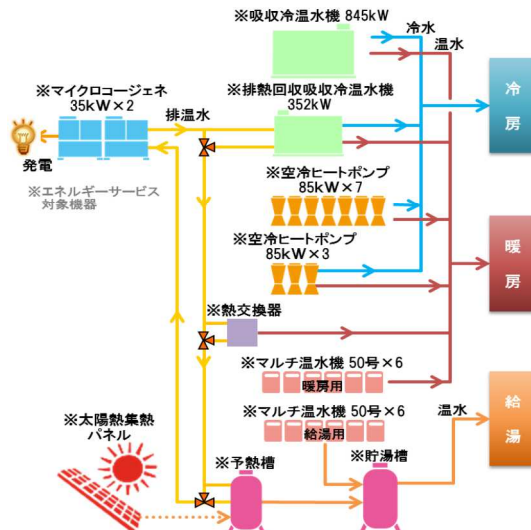 ※吸収冷温水機 845kW
冷水
温水
※マイクロコージェネ
35kW×2
排温水
※排熱回収吸収冷温水機
352kW
冷房
発電
※エネルギーサービス
対象機器
※空冷ヒートポンプ
85kW×7
※空冷ヒートポンプ
85kW×3
暖房
※熱交換器
※マルチ温水機 50号×6
暖房用
※マルチ温水機 50号×6
給湯用
温水
給湯
※太陽熱集熱
パネル
※予熱槽
※貯湯槽